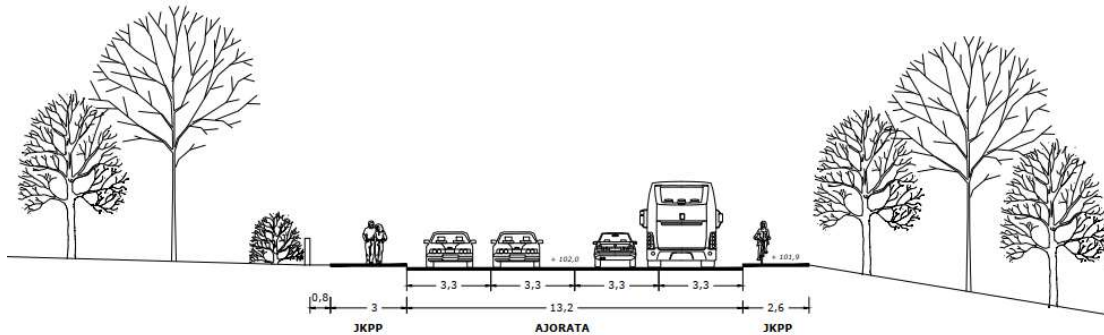 + 102,0
+ 101,9
3,3 3,3 3,3 3,3
0,8 3 13,2 2,6
JKPP AJORATA JKPP